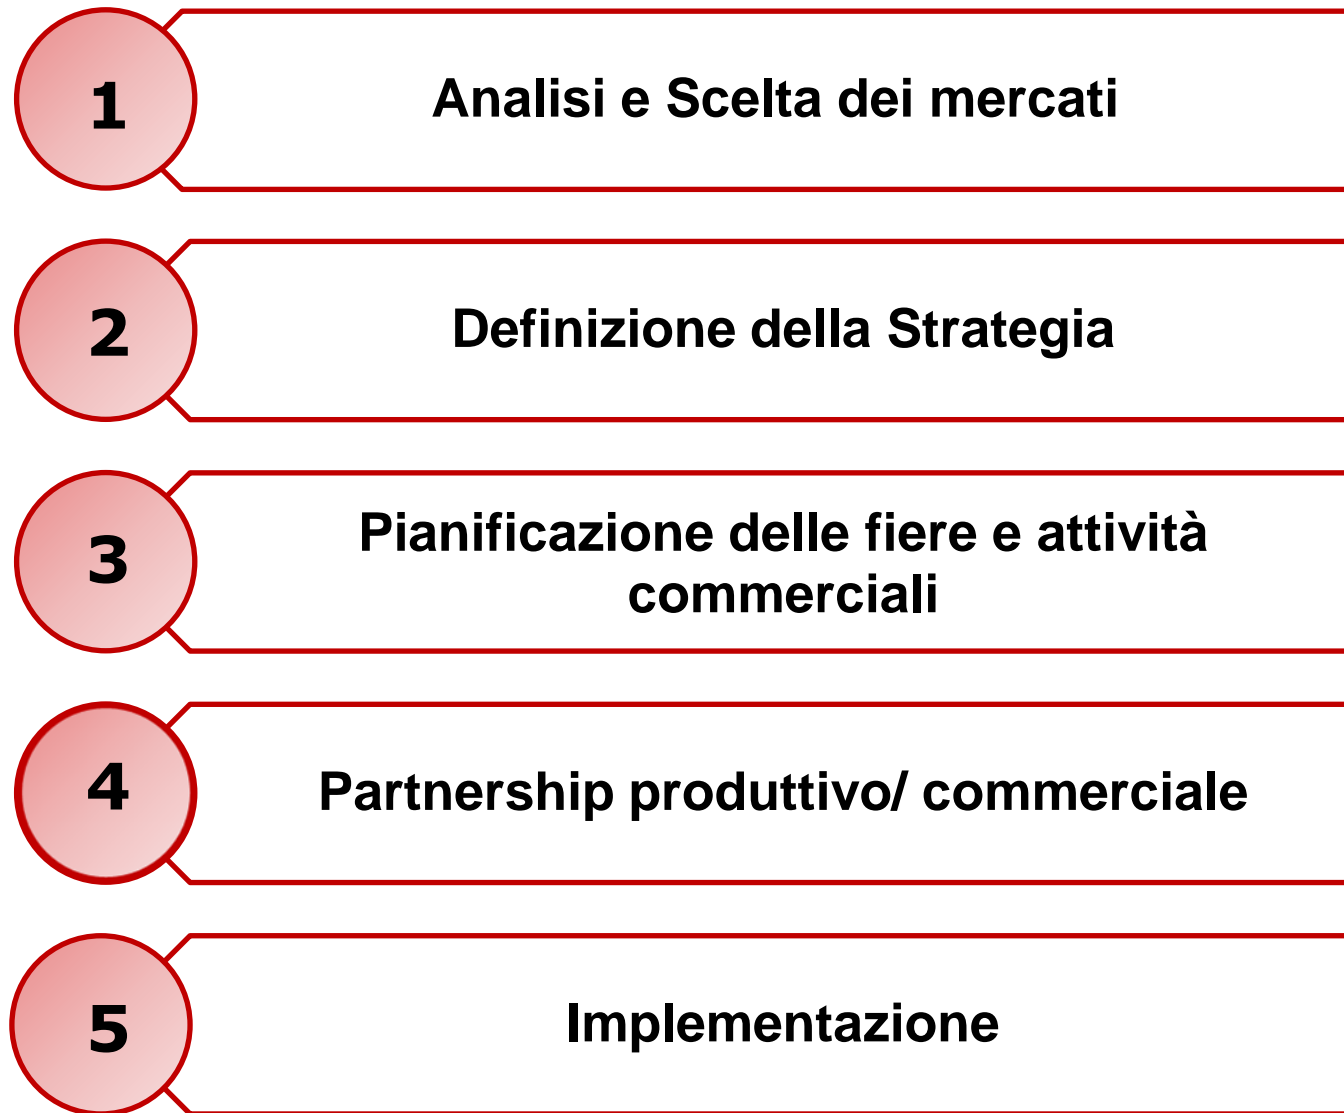 1
Analisi e Scelta dei mercati
2
Definizione della Strategia
3
Pianificazione delle fiere e attività
commerciali
4
Partnership produttivo/ commerciale
5
Implementazione